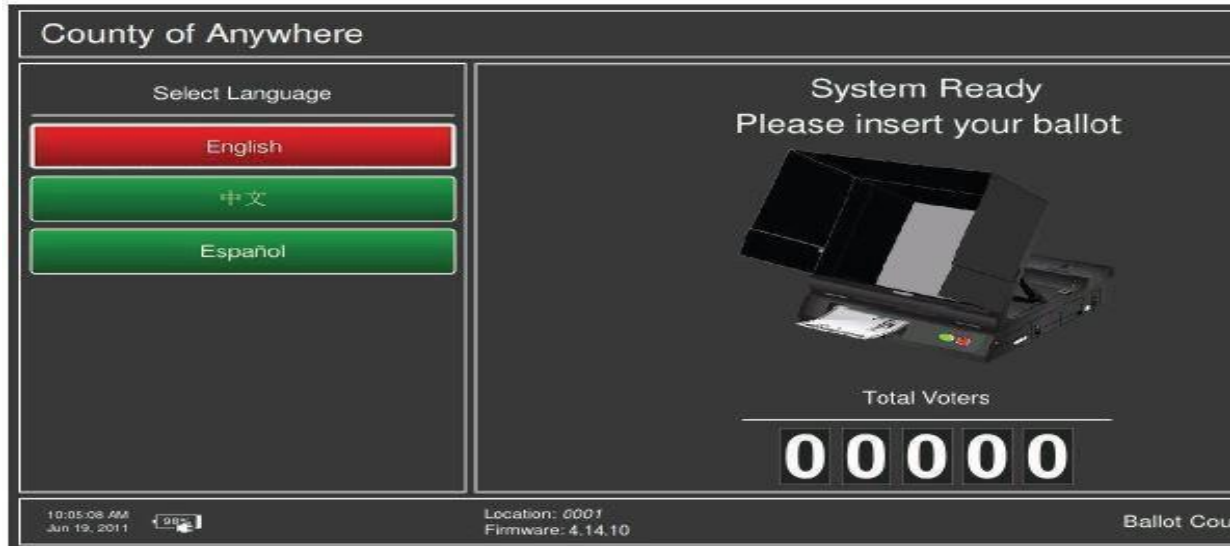 County of Anywhere
Select Language
English
中文
Español
System Ready
Please insert your ballot
Total Voters
00000
10:05:08 AM
Jun 19, 2011
98%
Location: 0001
Firmware: 4.14.10
Ballot Cou